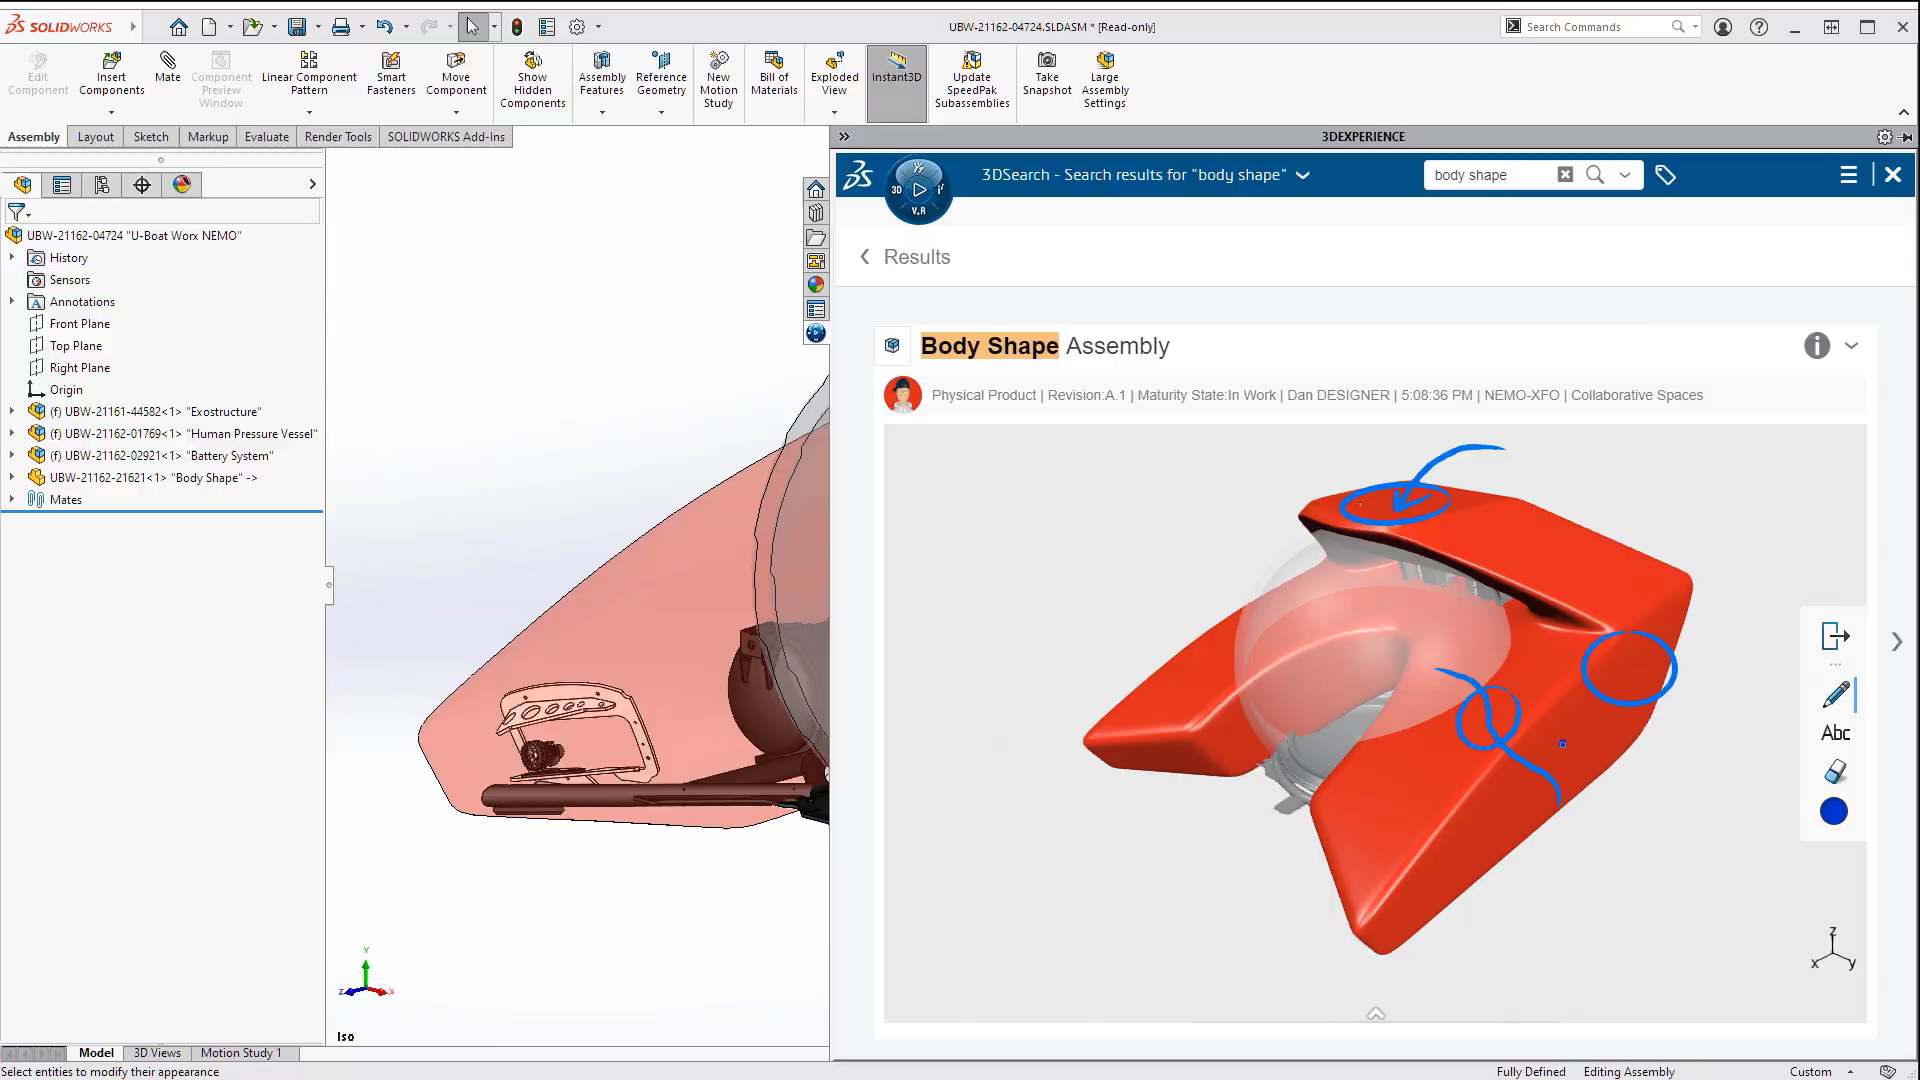 SOLIDWORKS
UBW-21162-04724.SLDASM * [Read-only]
Search Commands
Edit Component
Insert Components
Mate
Component Preview Window
Linear Component Pattern
Smart Fasteners
Move Component
Show Hidden Components
Assembly Features
Reference Geometry
New Motion Study
Bill of Materials
Exploded View
Instant3D
Update SpeedPak Subassemblies
Take Snapshot
Large Assembly Settings
Assembly
Layout
Sketch
Markup
Evaluate
Render Tools
SOLIDWORKS Add-Ins
3DEXPERIENCE
UBW-21162-04724 "U-Boat Worx NEMO"
History
Sensors
Annotations
Front Plane
Top Plane
Right Plane
Origin
(f) UBW-21161-44582<1> "Exostructure"
(f) UBW-21162-01769<1> "Human Pressure Vessel"
(f) UBW-21162-02921<1> "Battery System"
UBW-21162-21621<1> "Body Shape" ->
Mates
Y
Z
X
Iso
3D
V.R
3DSearch - Search results for "body shape"
body shape
Results
Body Shape Assembly
Physical Product | Revision:A.1 | Maturity State:In Work | Dan DESIGNER | 5:08:36 PM | NEMO-XFO | Collaborative Spaces
Abc
z
x
y
Model
3D Views
Motion Study 1
Select entities to modify their appearance
Fully Defined
Editing Assembly
Custom